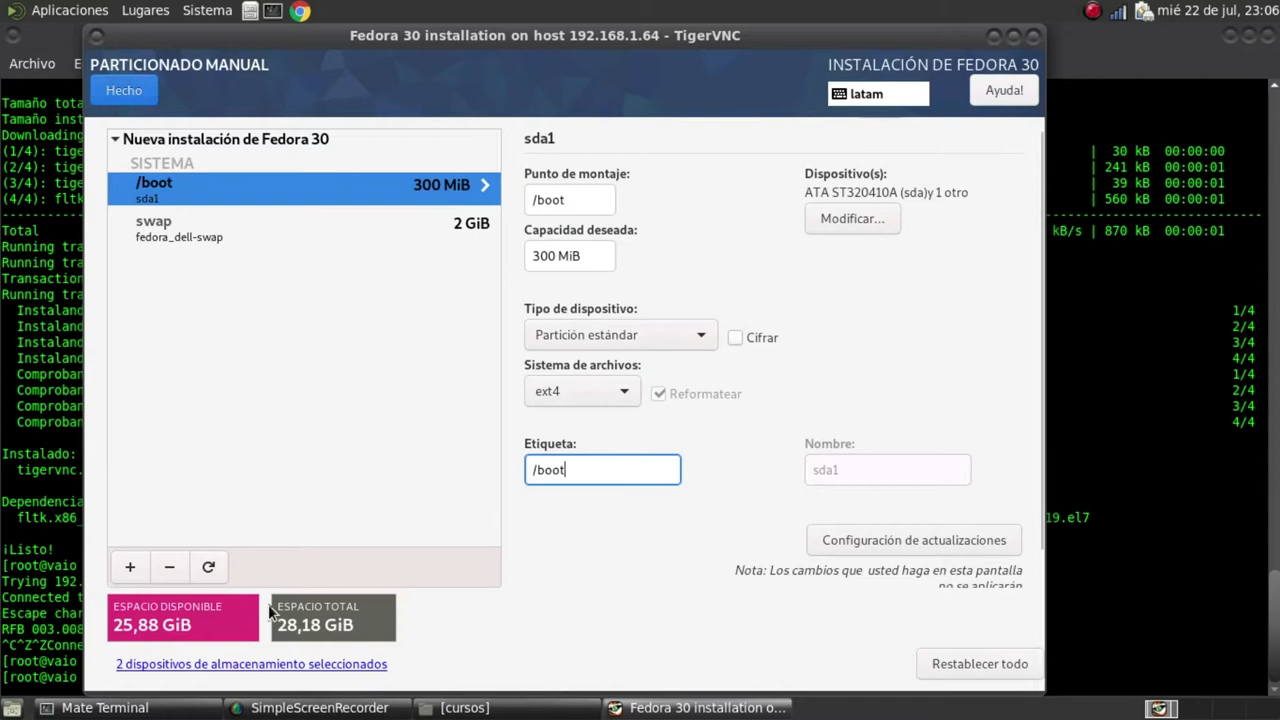 Aplicaciones Lugares Sistema mié 22 de jul, 23:06
Fedora 30 installation on host 192.168.1.64 - TigerVNC
Archivo
PARTICIONADO MANUAL
INSTALACIÓN DE FEDORA 30
Hecho
latam
Ayuda!
Nueva instalación de Fedora 30
SISTEMA
/boot 300 MiB
sda1
swap 2 GiB
fedora_dell-swap
sda1
Punto de montaje:
/boot
Dispositivo(s):
ATA ST320410A (sda)y 1 otro
Modificar...
Capacidad deseada:
300 MiB
Tipo de dispositivo:
Partición estándar
Cifrar
Sistema de archivos:
ext4
Reformatear
Etiqueta:
/boot
Nombre:
sda1
Configuración de actualizaciones
Nota: Los cambios que usted haga en esta pantalla
no se aplicarán
+ −
ESPACIO DISPONIBLE
25,88 GiB
ESPACIO TOTAL
28,18 GiB
2 dispositivos de almacenamiento seleccionados
Restablecer todo
Tamaño tota
Tamaño inst
Downloading
(1/4): tige | 30 kB 00:00:00
(2/4): tige | 241 kB 00:00:01
(3/4): tige | 39 kB 00:00:01
(4/4): fltk | 560 kB 00:00:01
Total kB/s | 870 kB 00:00:01
Running tra
Running tra
Transaction
Running tra
Instaland 1/4
Instaland 2/4
Instaland 3/4
Instaland 4/4
Comproban 1/4
Comproban 2/4
Comproban 3/4
Comproban 4/4
Instalado:
tigervnc.
Dependencia
fltk.x86_ 19.el7
¡Listo!
[root@vaio
Trying 192.
Connected t
Escape char
RFB 003.008
^C^Z^ZConne
[root@vaio
[root@vaio
Mate Terminal
SimpleScreenRecorder
[cursos]
Fedora 30 installation o...